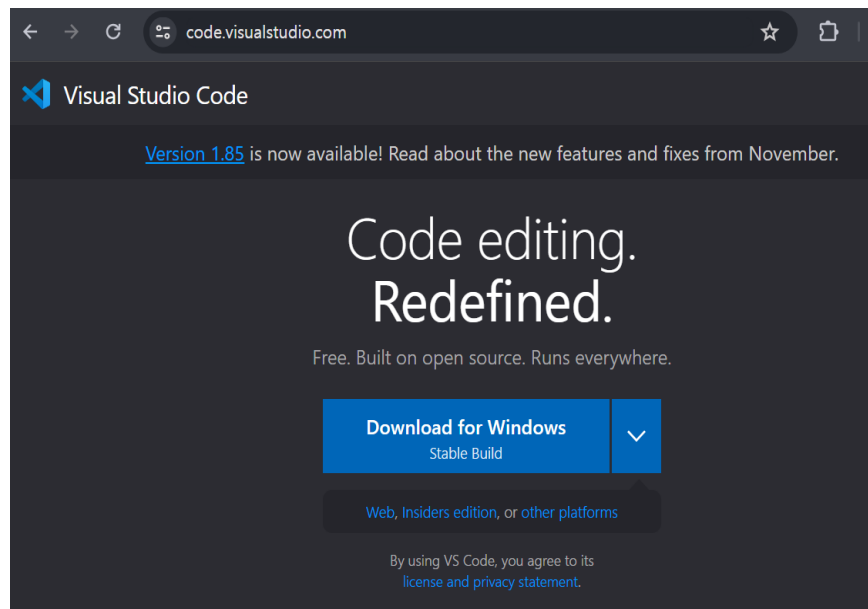 code.visualstudio.com
Visual Studio Code
Version 1.85 is now available! Read about the new features and fixes from November.
Code editing.
Redefined.
Free. Built on open source. Runs everywhere.
Download for Windows
Stable Build
Web, Insiders edition, or other platforms
By using VS Code, you agree to its
license and privacy statement.